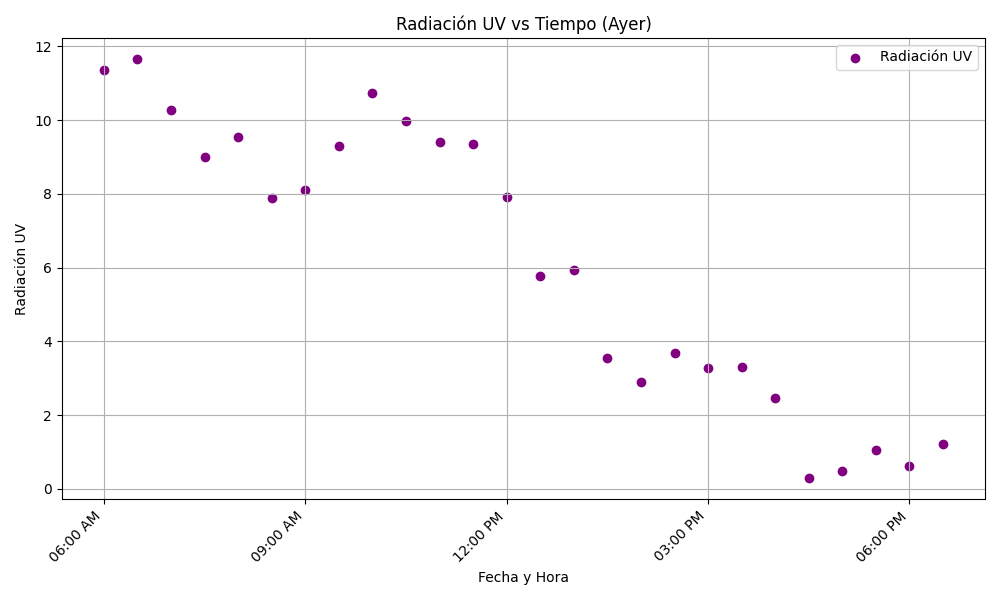 Radiación UV vs Tiempo (Ayer)
Radiación UV
12
10
8
6
4
2
0
Radiación UV
06:00 AM
09:00 AM
12:00 PM
03:00 PM
06:00 PM
Fecha y Hora